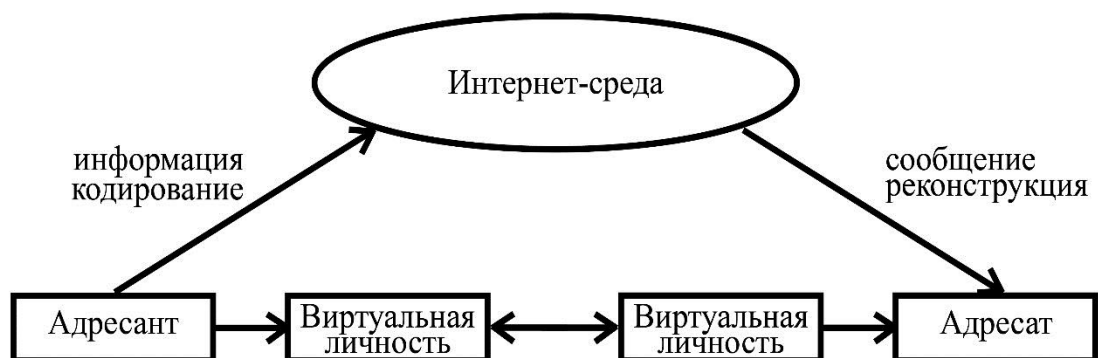 Интернет-среда
информация
кодирование
сообщение
реконструкция
Адресант
Виртуальная
личность
Виртуальная
личность
Адресат